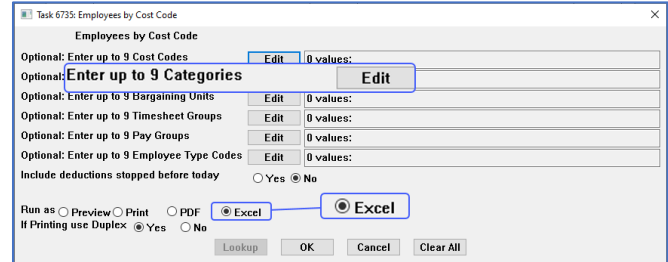 Task 6735: Employees by Cost Code
Employees by Cost Code
Optional: Enter up to 9 Cost Codes Edit 0 values:
Optional: Enter up to 9 Categories Edit
Optional: Enter up to 9 Bargaining Units Edit 0 values:
Optional: Enter up to 9 Timesheet Groups Edit 0 values:
Optional: Enter up to 9 Pay Groups Edit 0 values:
Optional: Enter up to 9 Employee Type Codes Edit 0 values:
Include deductions stopped before today Yes No
Run as Preview Print PDF Excel Excel
If Printing use Duplex Yes No
Lookup OK Cancel Clear All